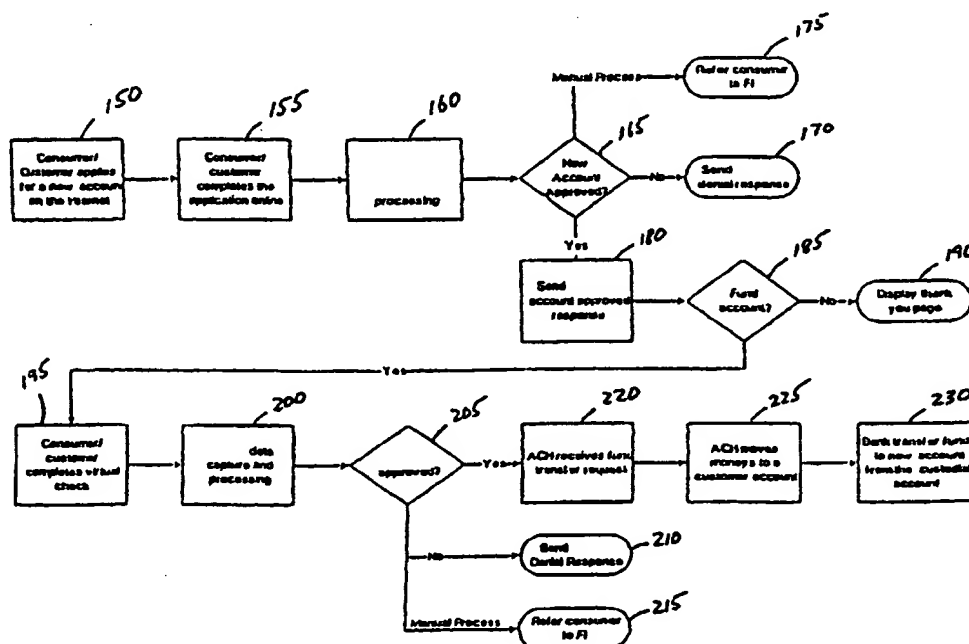 175
Refer consumer
to FI
Manual Process
150
155
160
165
170
Consumer/
Customer applies
for a new account
on the Internet
Consumer/
customer
completes the
application online
processing
New
Account
Approved?
No
Send
denial response
Yes
180
185
190
Send
account approved
response
Fund
account?
No
Display thank
you page
Yes
195
200
205
220
225
230
Consumer/
customer
completes virtual
check
data
capture and
processing
approved?
Yes
ACH receives fund
transfer request
ACH moves
moneys to a
customer account
Bank transfer funds
to new account
from the custodial
account
No
Send
Denial Response
210
Manual Process
Refer consumer
to FI
215